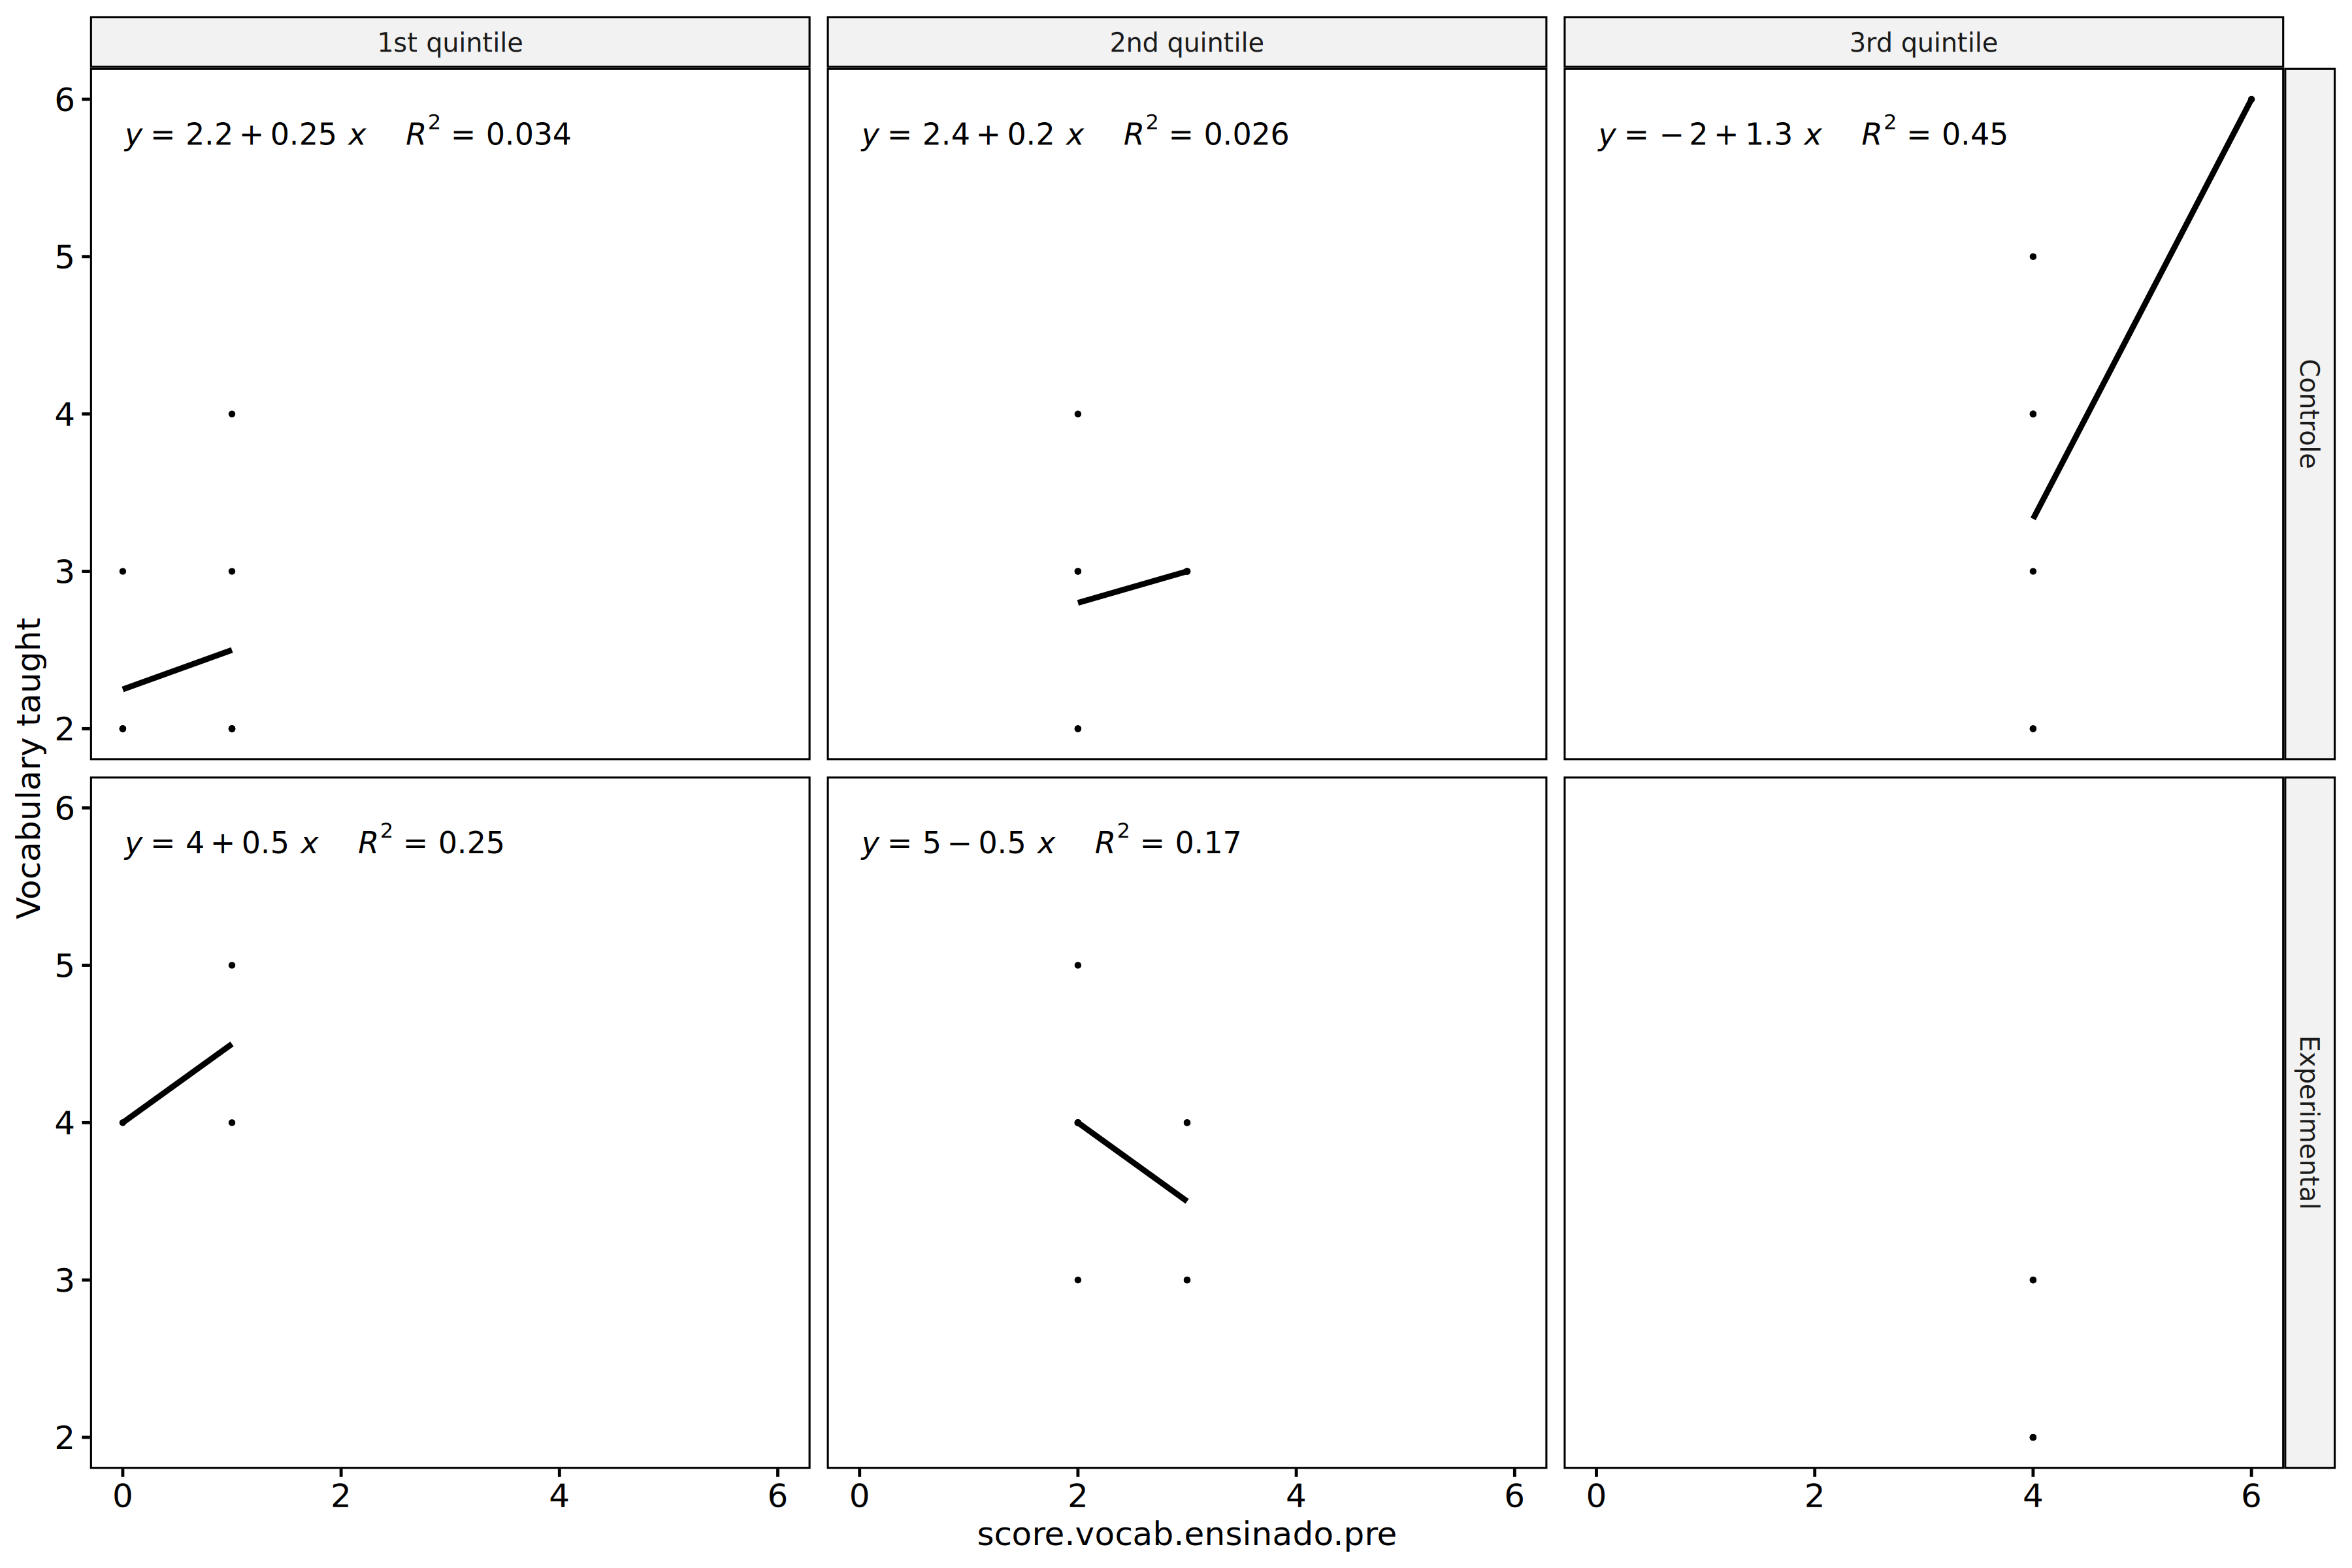 1st quintile
2nd quintile
3rd quintile
y = 2.2 + 0.25 x R² = 0.034
y = 2.4 + 0.2 x R² = 0.026
y = − 2 + 1.3 x R² = 0.45
6
5
4
3
2
Controle
y = 4 + 0.5 x R² = 0.25
y = 5 − 0.5 x R² = 0.17
6
5
4
3
2
Experimental
Vocabulary taught
0 2 4 6
0 2 4 6
0 2 4 6
score.vocab.ensinado.pre